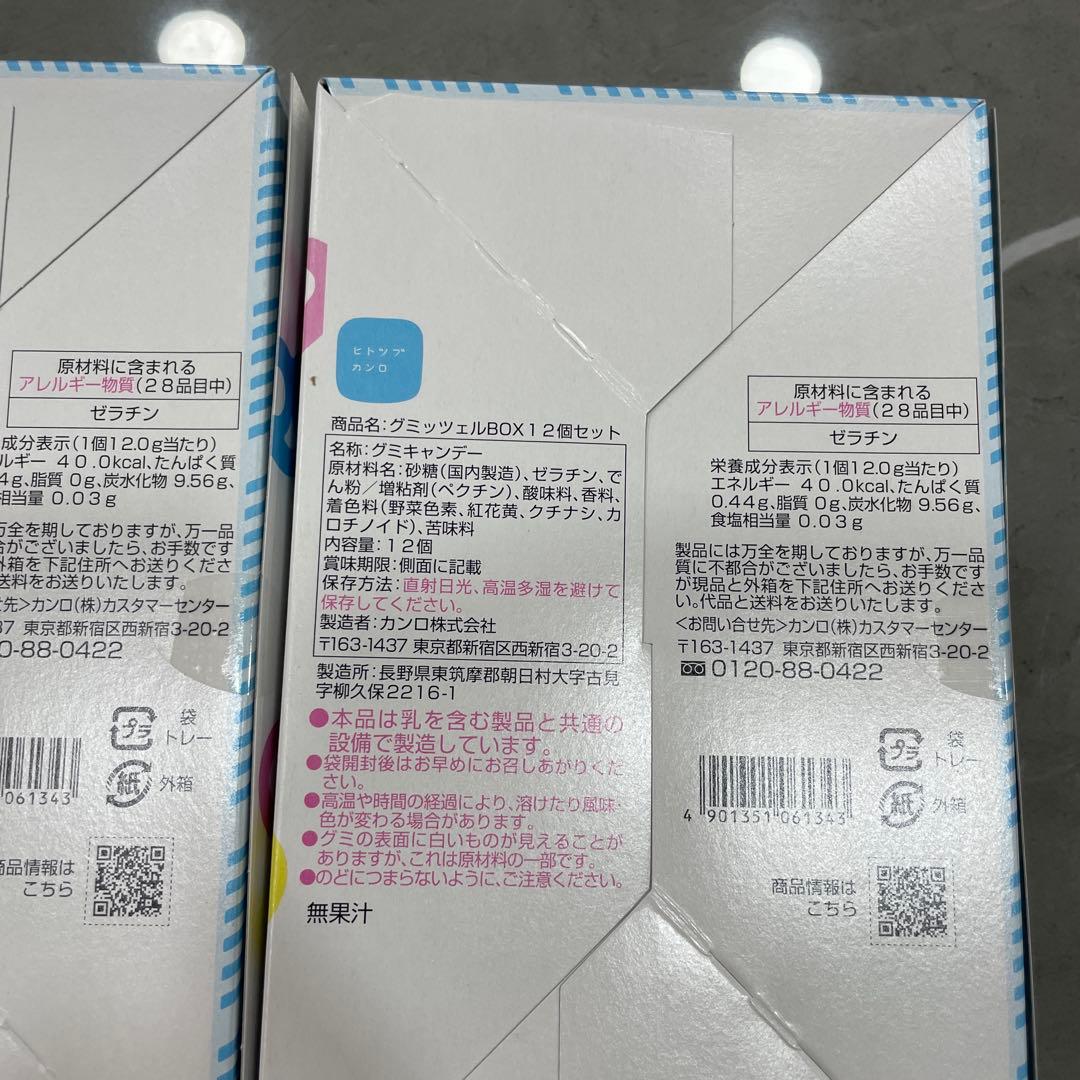 原材料に含まれる
アレルギー物質(28品目中)
ゼラチン
成分表示(1個12.0g当たり)
ルギー 40.0kcal、たんぱく質
4g、脂質 0g、炭水化物 9.56g、
相当量 0.03g
万全を期しておりますが、万一品
合がございましたら、お手数です
外箱を下記住所へお送りくださ
送料をお送りいたします。
せ先>カンロ(株)カスタマーセンター
437 東京都新宿区西新宿3-20-2
0-88-0422
プラ
袋
トレー
紙
外箱
061343
商品情報は
こちら
ヒトツブ
カンロ
商品名:グミッツェルBOX12個セット
名称:グミキャンデー
原材料名:砂糖(国内製造)、ゼラチン、で
ん粉/増粘剤(ペクチン)、酸味料、香料、
着色料(野菜色素、紅花黄、クチナシ、カ
ロチノイド)、苦味料
内容量:12個
賞味期限:側面に記載
保存方法:直射日光、高温多湿を避けて
保存してください。
製造者:カンロ株式会社
〒163-1437 東京都新宿区西新宿3-20-2
製造所:長野県東筑摩郡朝日村大字古見
字柳久保2216-1
●本品は乳を含む製品と共通の
設備で製造しています。
●袋開封後はお早めにお召しあがりくだ
さい。
●高温や時間の経過により、溶けたり風味・
色が変わる場合があります。
●グミの表面に白いものが見えることが
ありますが、これは原材料の一部です。
●のどにつまらないように、ご注意ください。
無果汁
原材料に含まれる
アレルギー物質(28品目中)
ゼラチン
栄養成分表示(1個12.0g当たり)
エネルギー 40.0kcal、たんぱく質
0.44g、脂質 0g、炭水化物 9.56g、
食塩相当量 0.03g
製品には万全を期しておりますが、万一品
質に不都合がございましたら、お手数です
が現品と外箱を下記住所へお送りくださ
い。代品と送料をお送りいたします。
<お問い合せ先>カンロ(株)カスタマーセンター
〒163-1437 東京都新宿区西新宿3-20-2
0120-88-0422
プラ
袋
トレー
紙
外箱
4 901351 061343
商品情報は
こちら